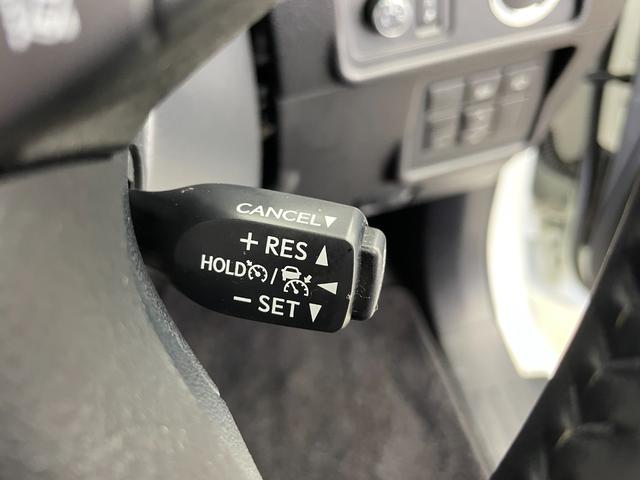 CANCEL▼
+ RES ▲
HOLD / ◀
− SET ▼